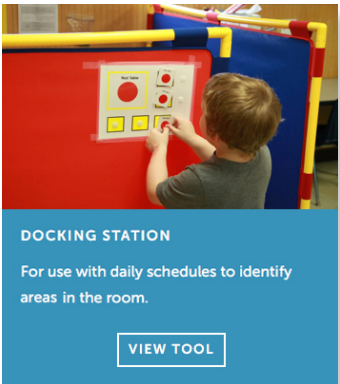 DOCKING STATION
For use with daily schedules to identify
areas in the room.
VIEW TOOL